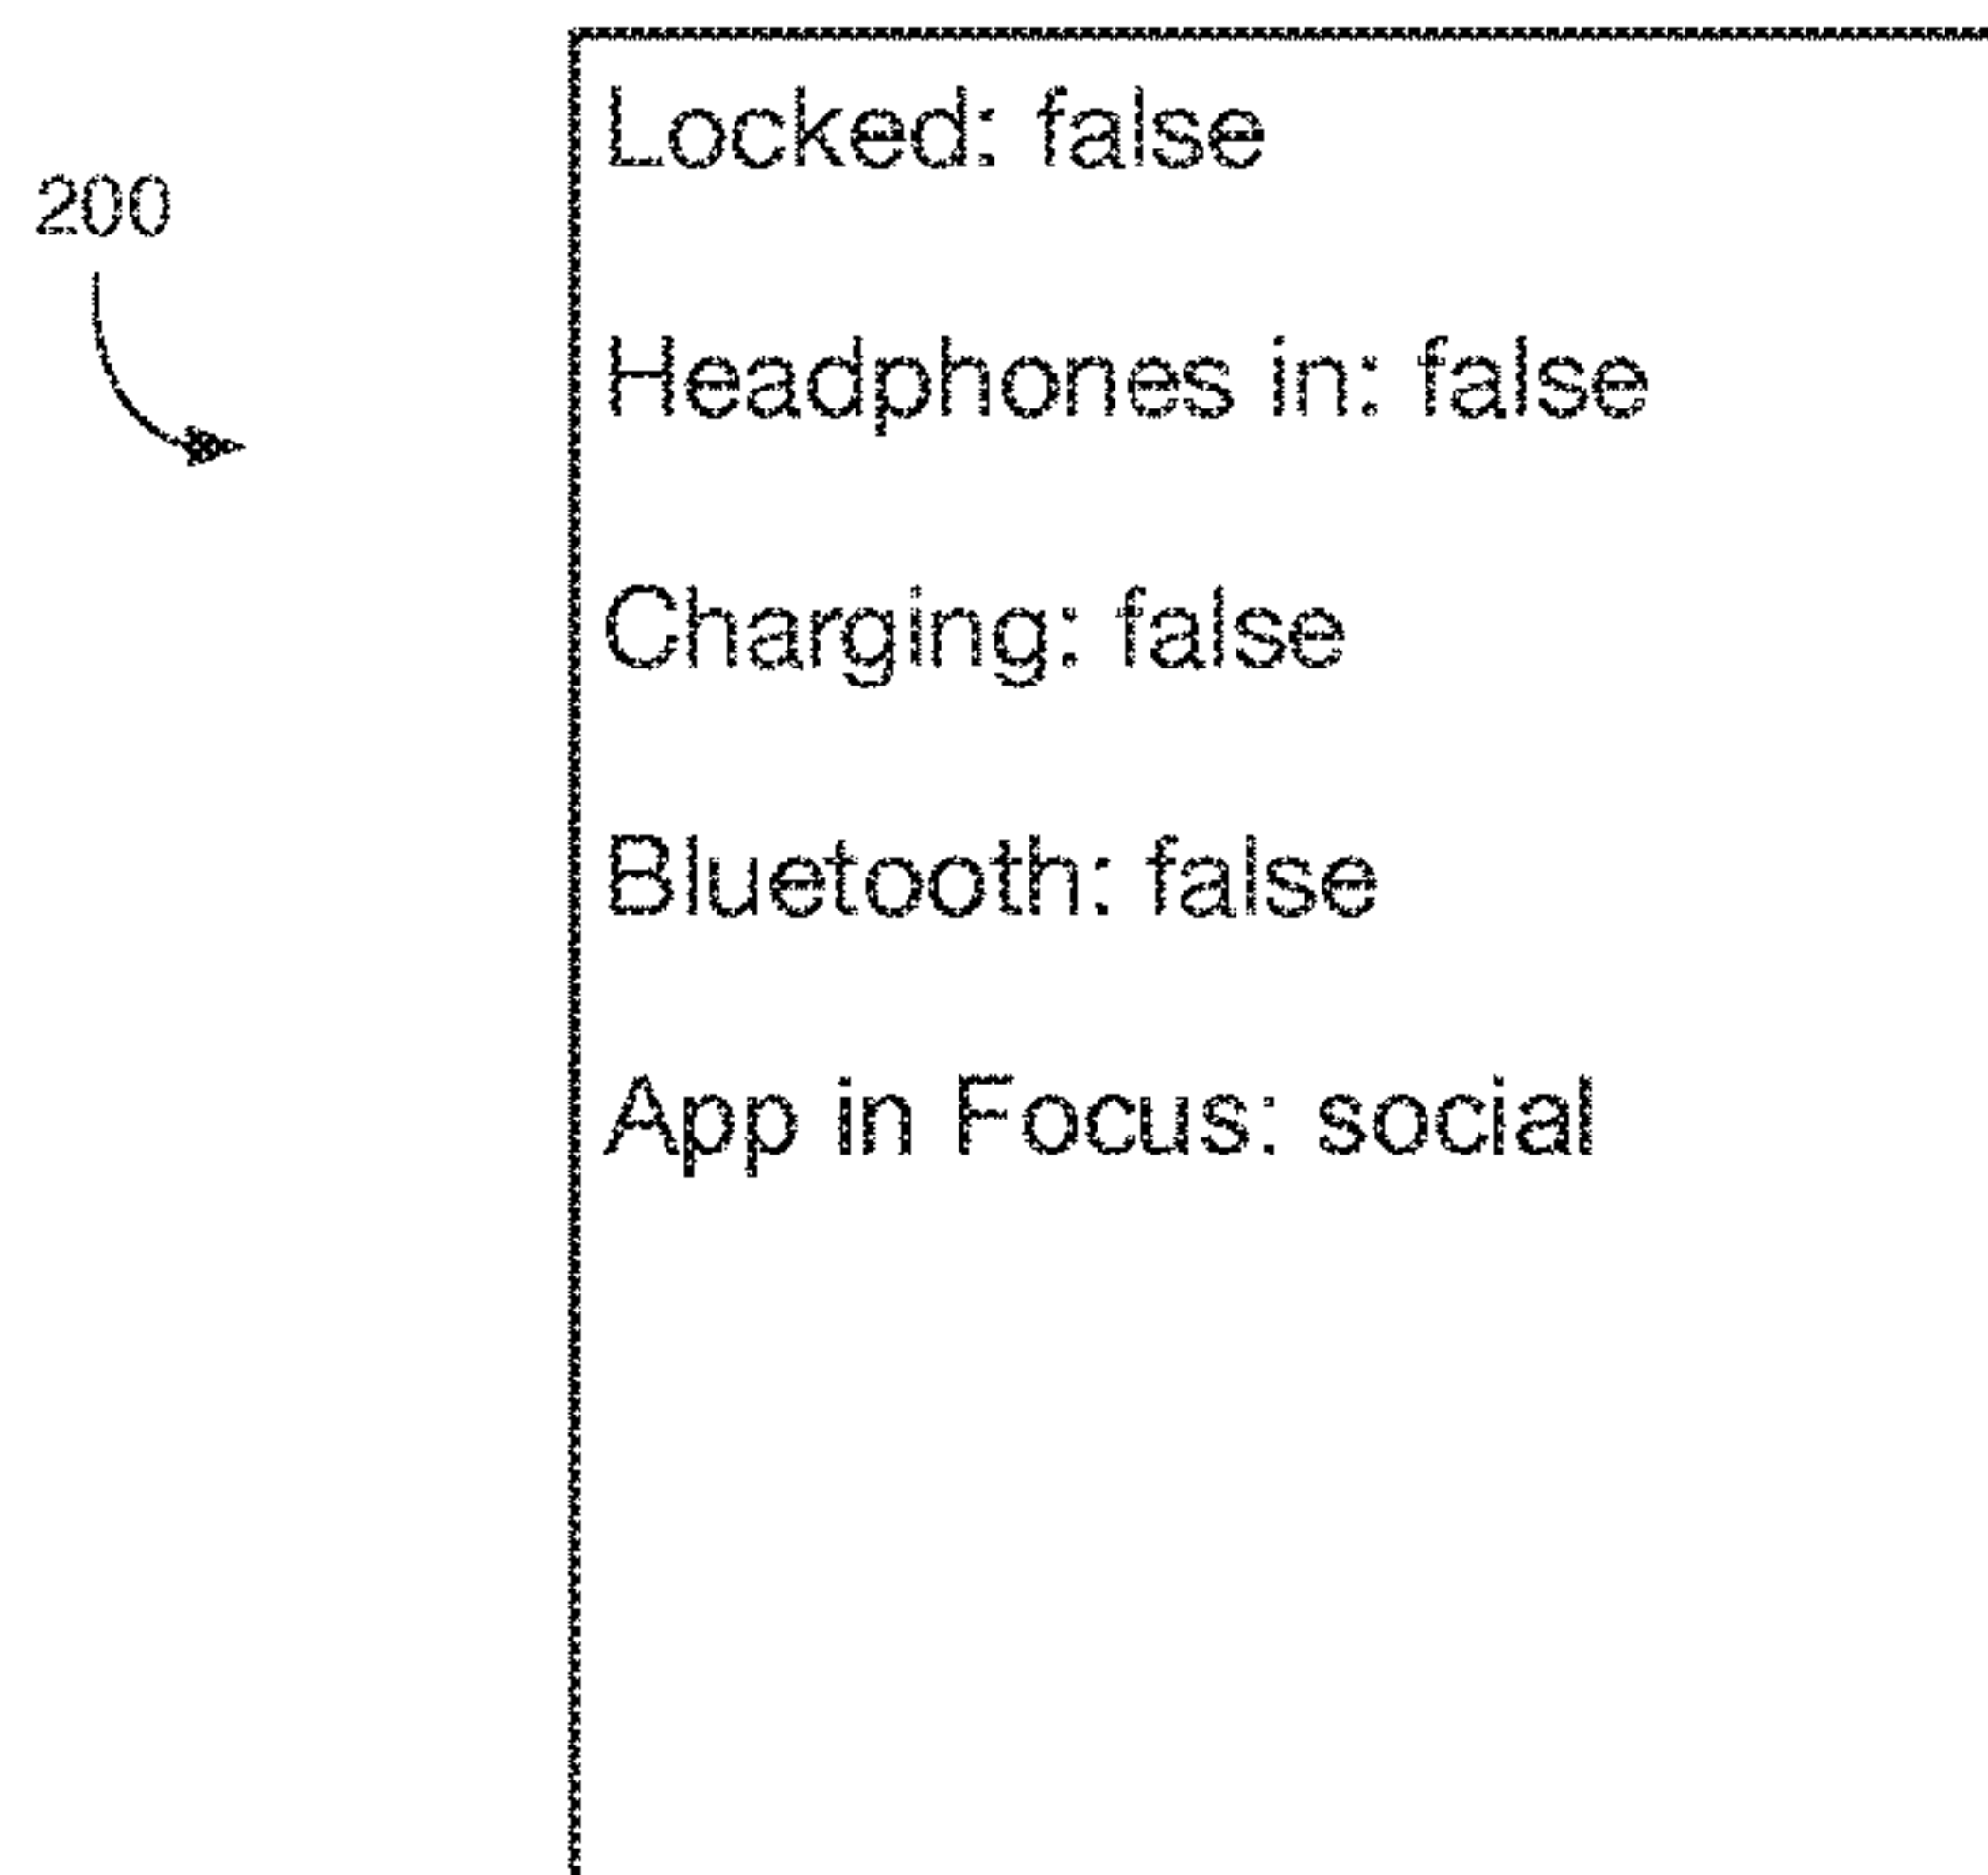 Locked: false
200
Headphones in: false
Charging: false
Bluetooth: false
App in Focus: social